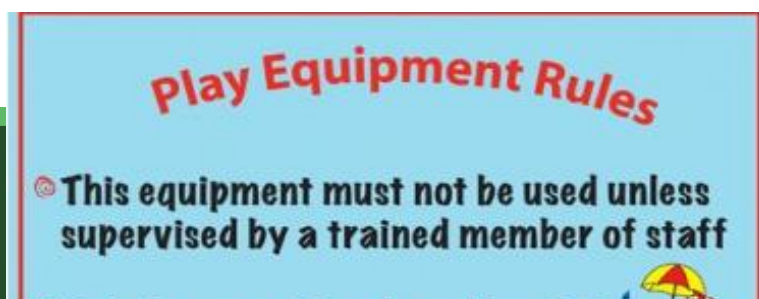 Play Equipment Rules
This equipment must not be used unless
supervised by a trained member of staff